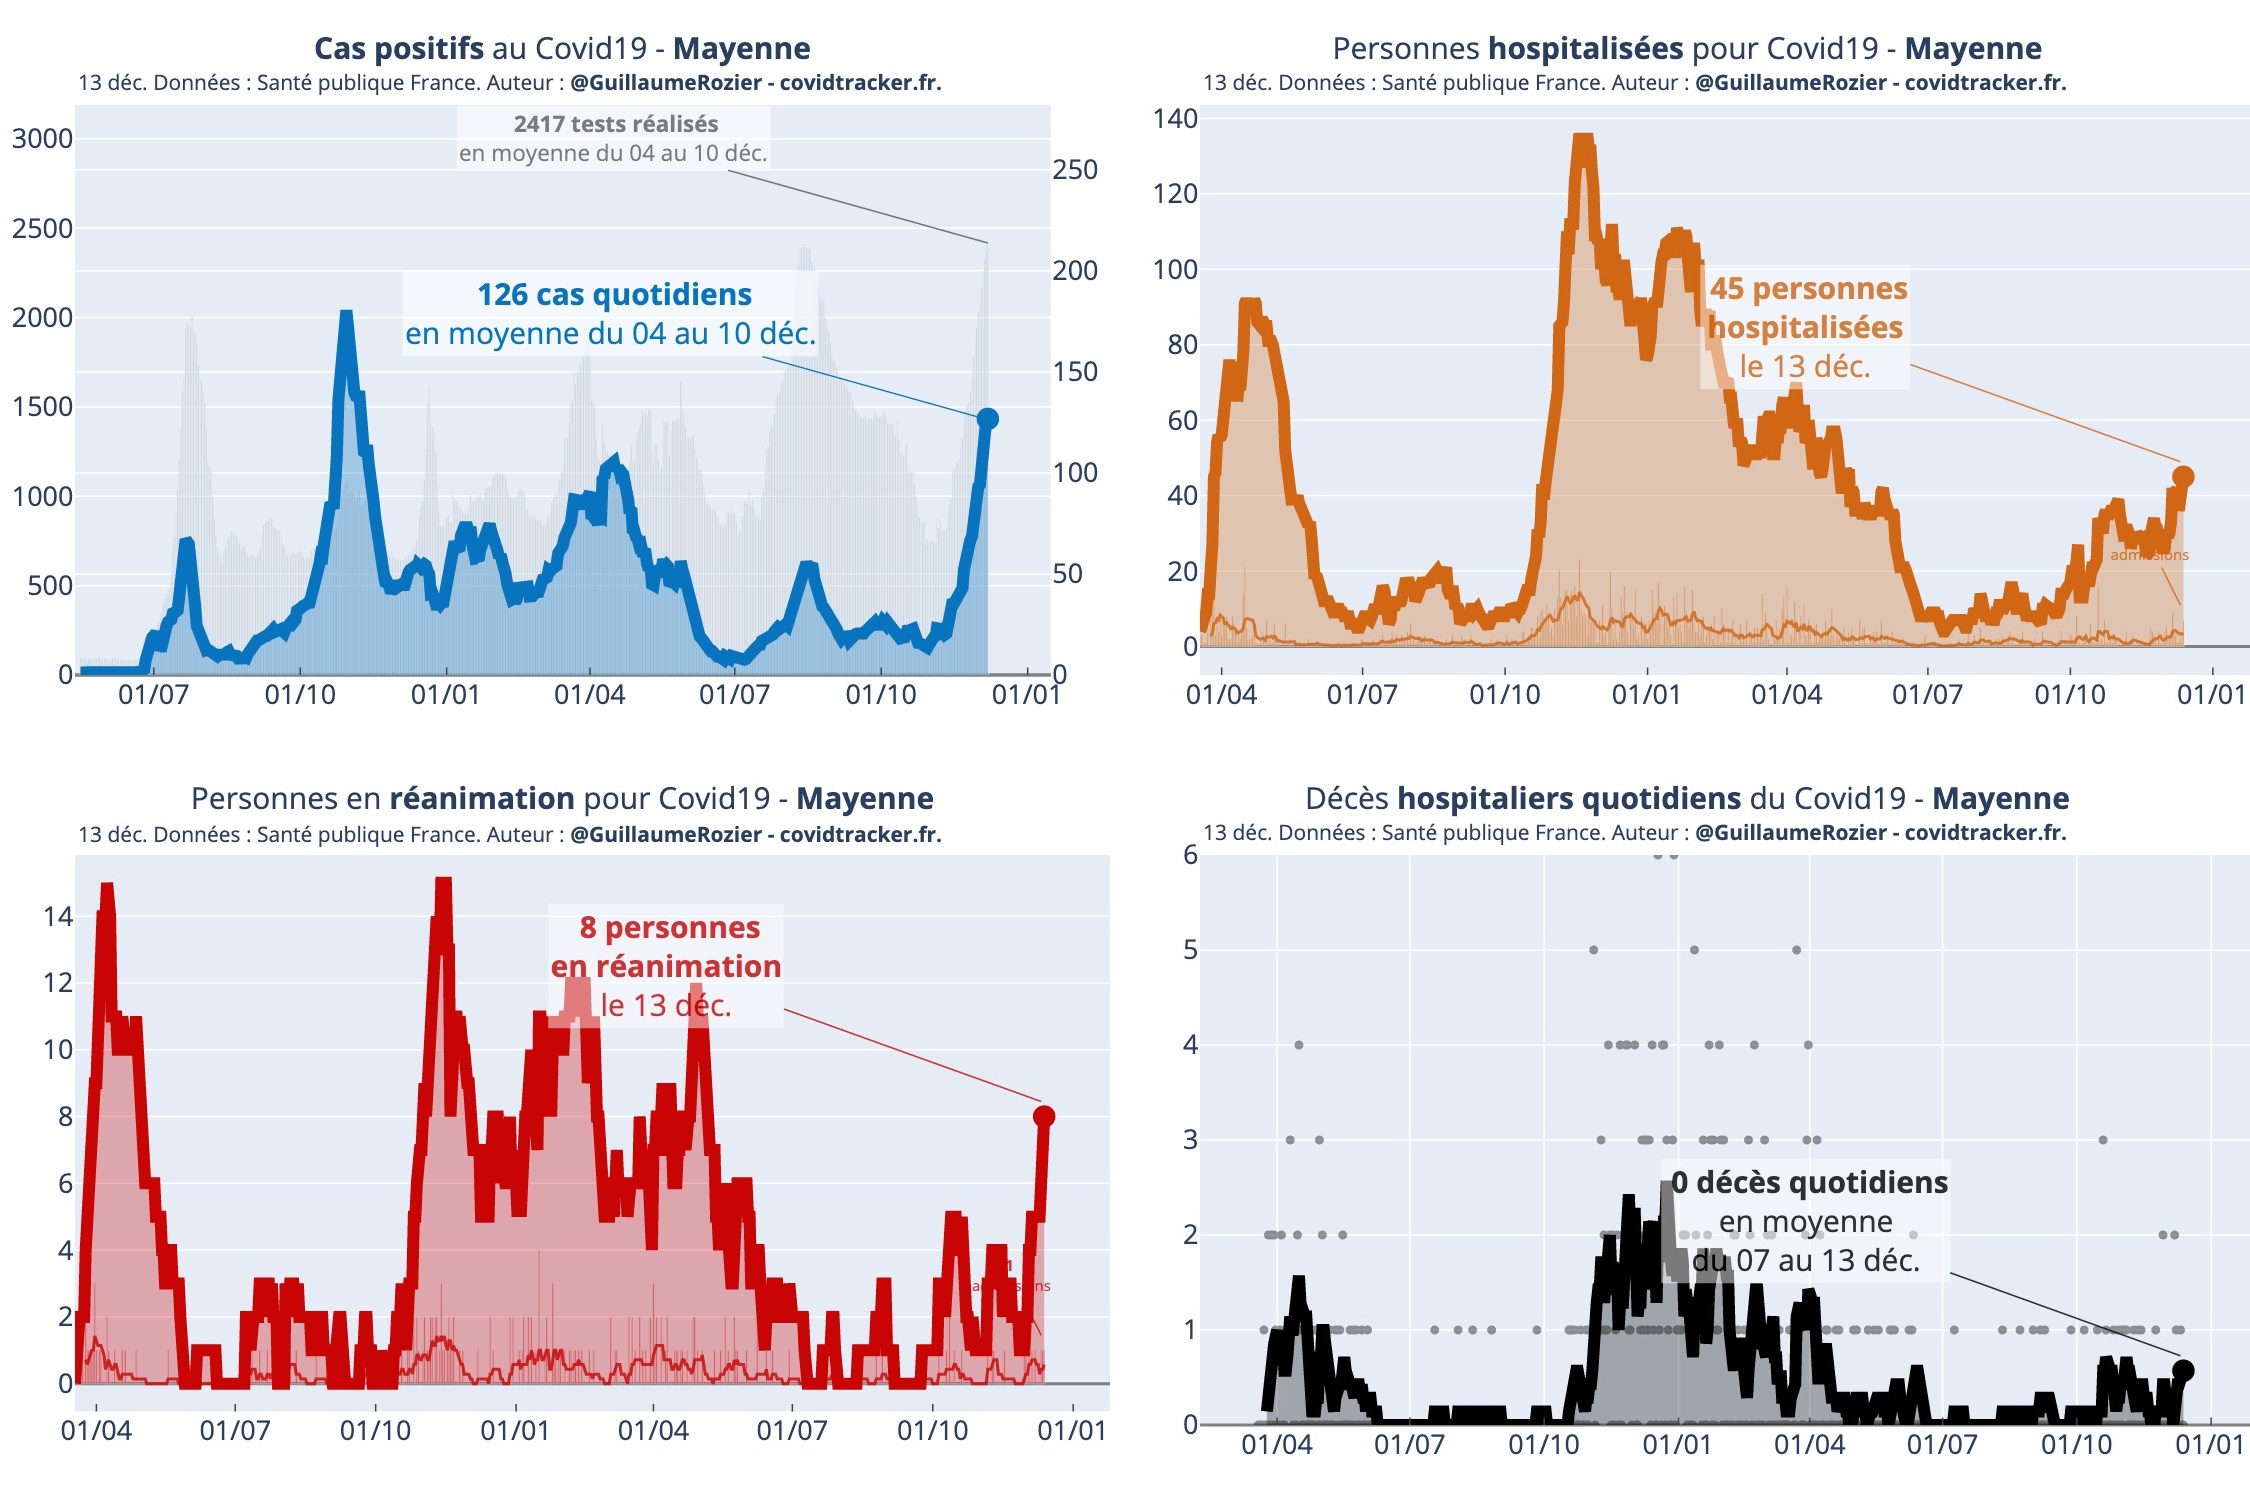 Cas positifs au Covid19 - Mayenne
13 déc. Données : Santé publique France. Auteur : @GuillaumeRozier - covidtracker.fr.
2417 tests réalisés
en moyenne du 04 au 10 déc.
126 cas quotidiens
en moyenne du 04 au 10 déc.
3000
2500
2000
1500
1000
500
0
250
200
150
100
50
0
01/07 01/10 01/01 01/04 01/07 01/10 01/01
Personnes hospitalisées pour Covid19 - Mayenne
13 déc. Données : Santé publique France. Auteur : @GuillaumeRozier - covidtracker.fr.
140
120
100
80
60
40
20
0
45 personnes
hospitalisées
le 13 déc.
admissions
01/04 01/07 01/10 01/01 01/04 01/07 01/10 01/01
Personnes en réanimation pour Covid19 - Mayenne
13 déc. Données : Santé publique France. Auteur : @GuillaumeRozier - covidtracker.fr.
14
12
10
8
6
4
2
0
8 personnes
en réanimation
le 13 déc.
1
admissions
01/04 01/07 01/10 01/01 01/04 01/07 01/10 01/01
Décès hospitaliers quotidiens du Covid19 - Mayenne
13 déc. Données : Santé publique France. Auteur : @GuillaumeRozier - covidtracker.fr.
6
5
4
3
2
1
0
0 décès quotidiens
en moyenne
du 07 au 13 déc.
01/04 01/07 01/10 01/01 01/04 01/07 01/10 01/01